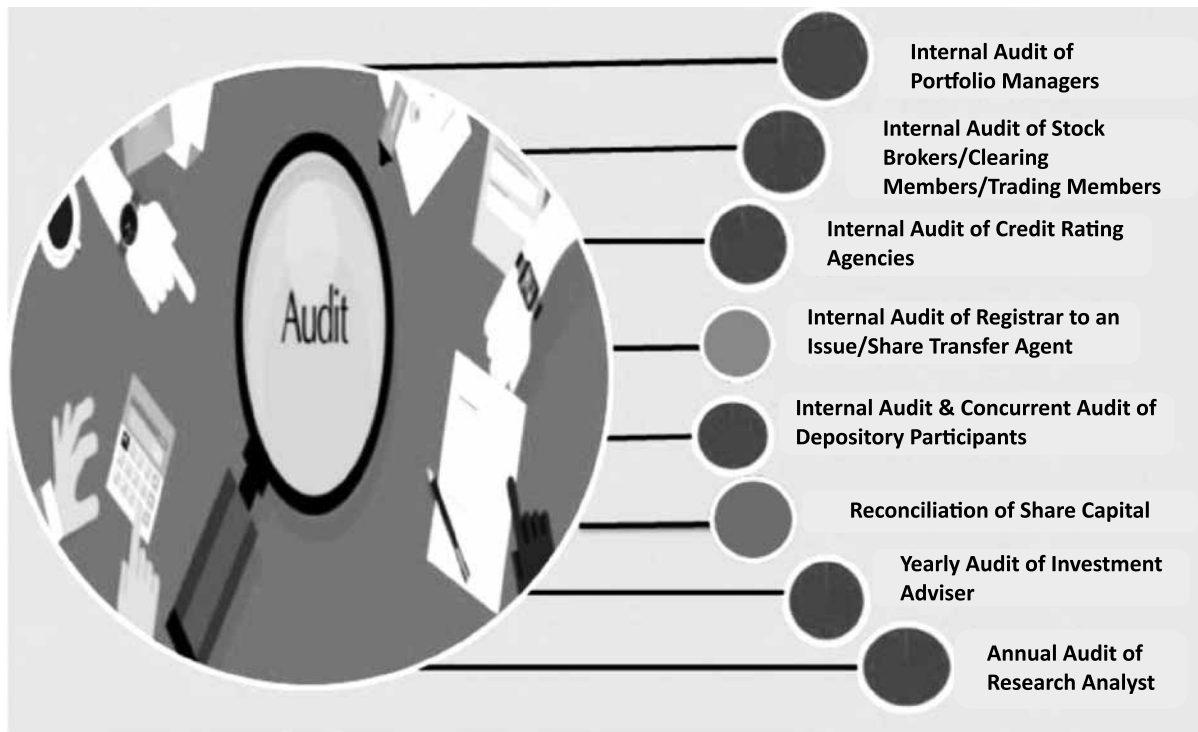 Audit
Internal Audit of
Portfolio Managers
Internal Audit of Stock
Brokers/Clearing
Members/Trading Members
Internal Audit of Credit Rating
Agencies
Internal Audit of Registrar to an
Issue/Share Transfer Agent
Internal Audit & Concurrent Audit of
Depository Participants
Reconciliation of Share Capital
Yearly Audit of Investment
Adviser
Annual Audit of
Research Analyst